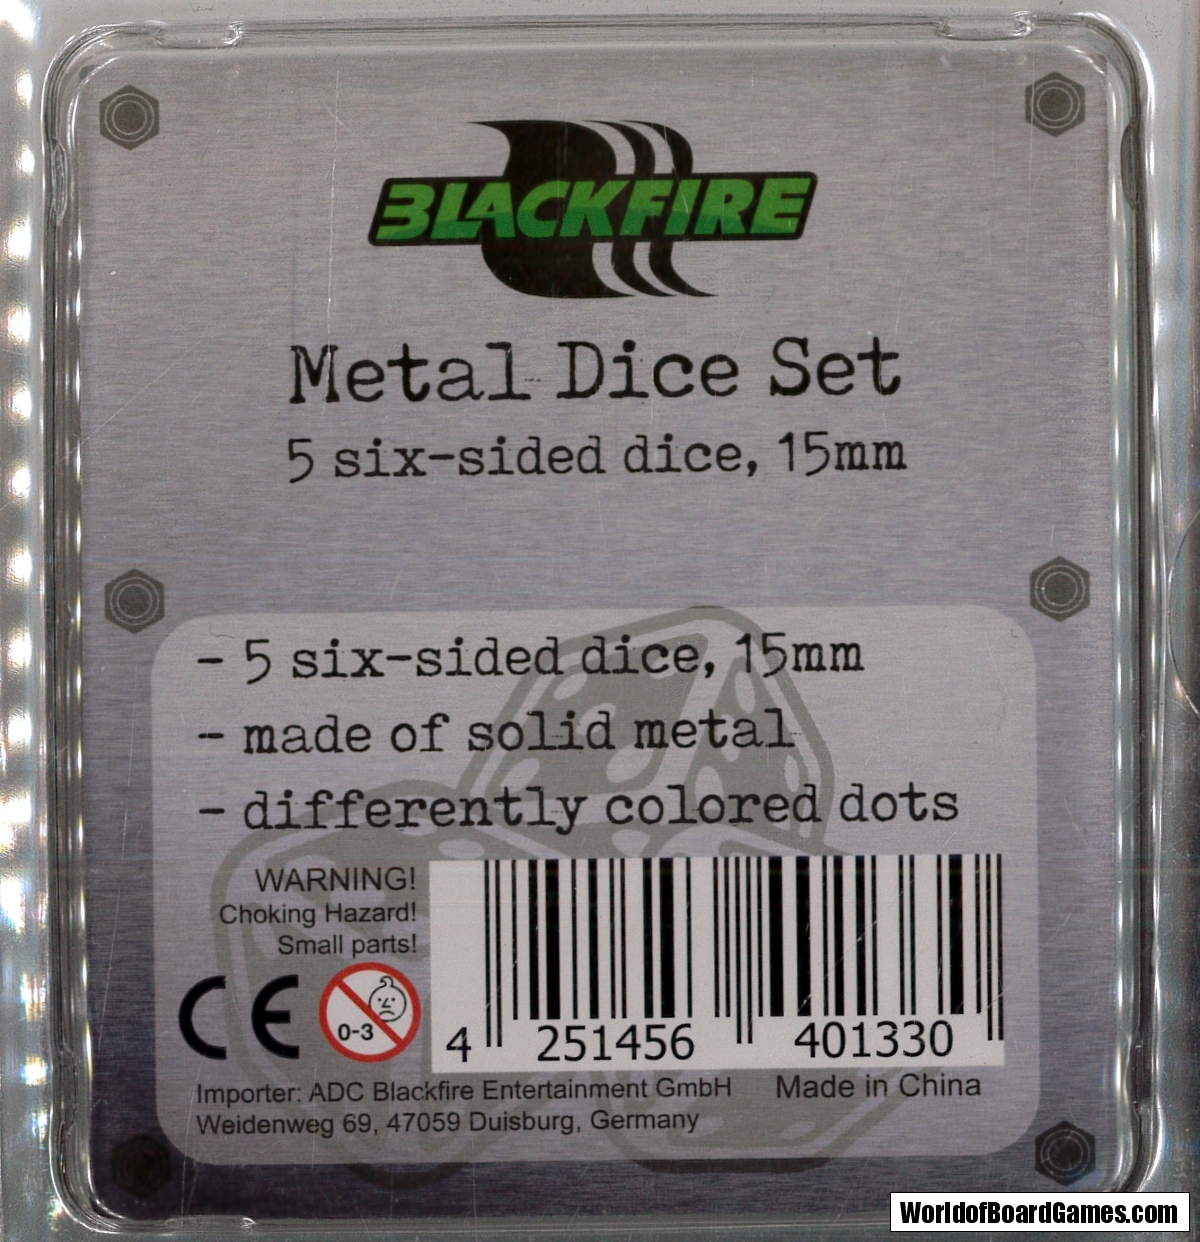 BLACKFIRE
Metal Dice Set
5 six-sided dice, 15mm
- 5 six-sided dice, 15mm
- made of solid metal
- differently colored dots
WARNING!
Choking Hazard!
Small parts!
CE
0-3
4 251456 401330
Importer: ADC Blackfire Entertainment GmbH
Weidenweg 69, 47059 Duisburg, Germany
Made in China
WorldofBoardGames.com